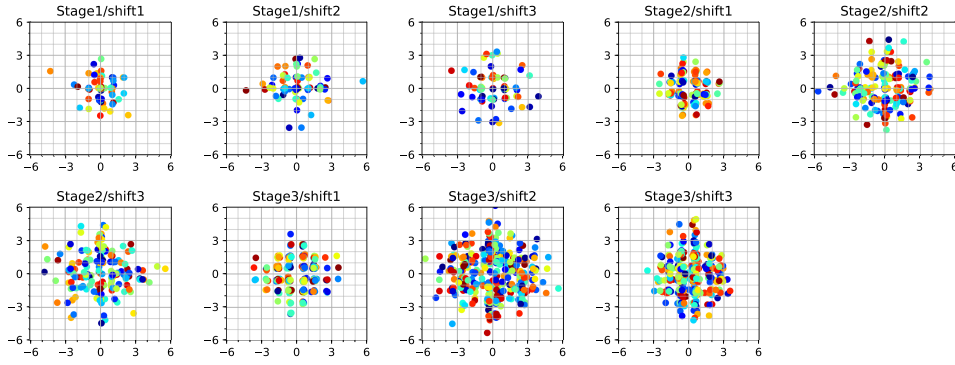 Stage1/shift1 Stage1/shift2 Stage1/shift3 Stage2/shift1 Stage2/shift2
6 6 6 6 6
3 3 3 3 3
0 0 0 0 0
−3 −3 −3 −3 −3
−6 −6 −6 −6 −6
−6 −3 0 3 6 −6 −3 0 3 6 −6 −3 0 3 6 −6 −3 0 3 6 −6 −3 0 3 6
Stage2/shift3 Stage3/shift1 Stage3/shift2 Stage3/shift3
6 6 6 6
3 3 3 3
0 0 0 0
−3 −3 −3 −3
−6 −6 −6 −6
−6 −3 0 3 6 −6 −3 0 3 6 −6 −3 0 3 6 −6 −3 0 3 6